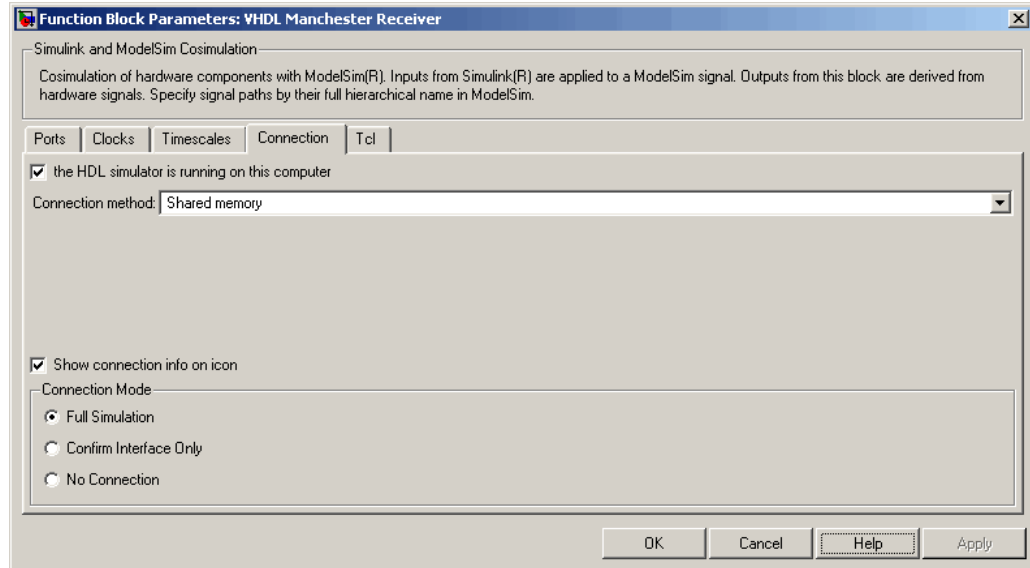 Function Block Parameters: VHDL Manchester Receiver
Simulink and ModelSim Cosimulation
Cosimulation of hardware components with ModelSim(R). Inputs from Simulink(R) are applied to a ModelSim signal. Outputs from this block are derived from
hardware signals. Specify signal paths by their full hierarchical name in ModelSim.
Ports Clocks Timescales Connection Tcl
the HDL simulator is running on this computer
Connection method: Shared memory
Show connection info on icon
Connection Mode
Full Simulation
Confirm Interface Only
No Connection
OK Cancel Help Apply